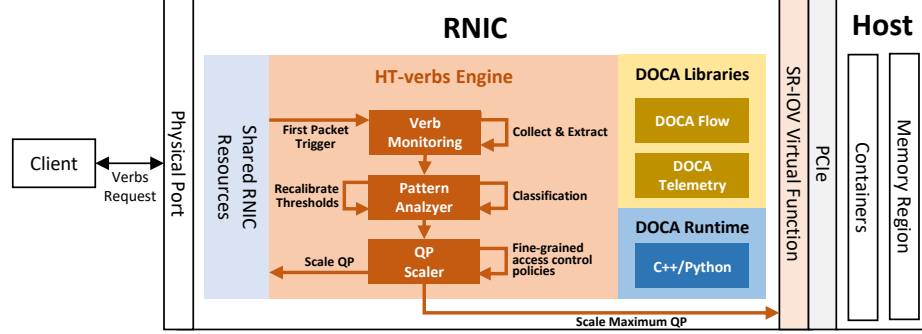 RNIC
Host
HT-verbs Engine
DOCA Libraries
Client
Verbs
Request
Physical Port
Shared RNIC
Resources
First Packet
Trigger
Verb
Monitoring
Collect & Extract
Recalibrate
Thresholds
Pattern
Analzyer
Classification
Scale QP
QP
Scaler
Fine-grained
access control
policies
DOCA Flow
DOCA
Telemetry
DOCA Runtime
C++/Python
Scale Maximum QP
SR-IOV Virtual Function
PCIe
Containers
Memory Region